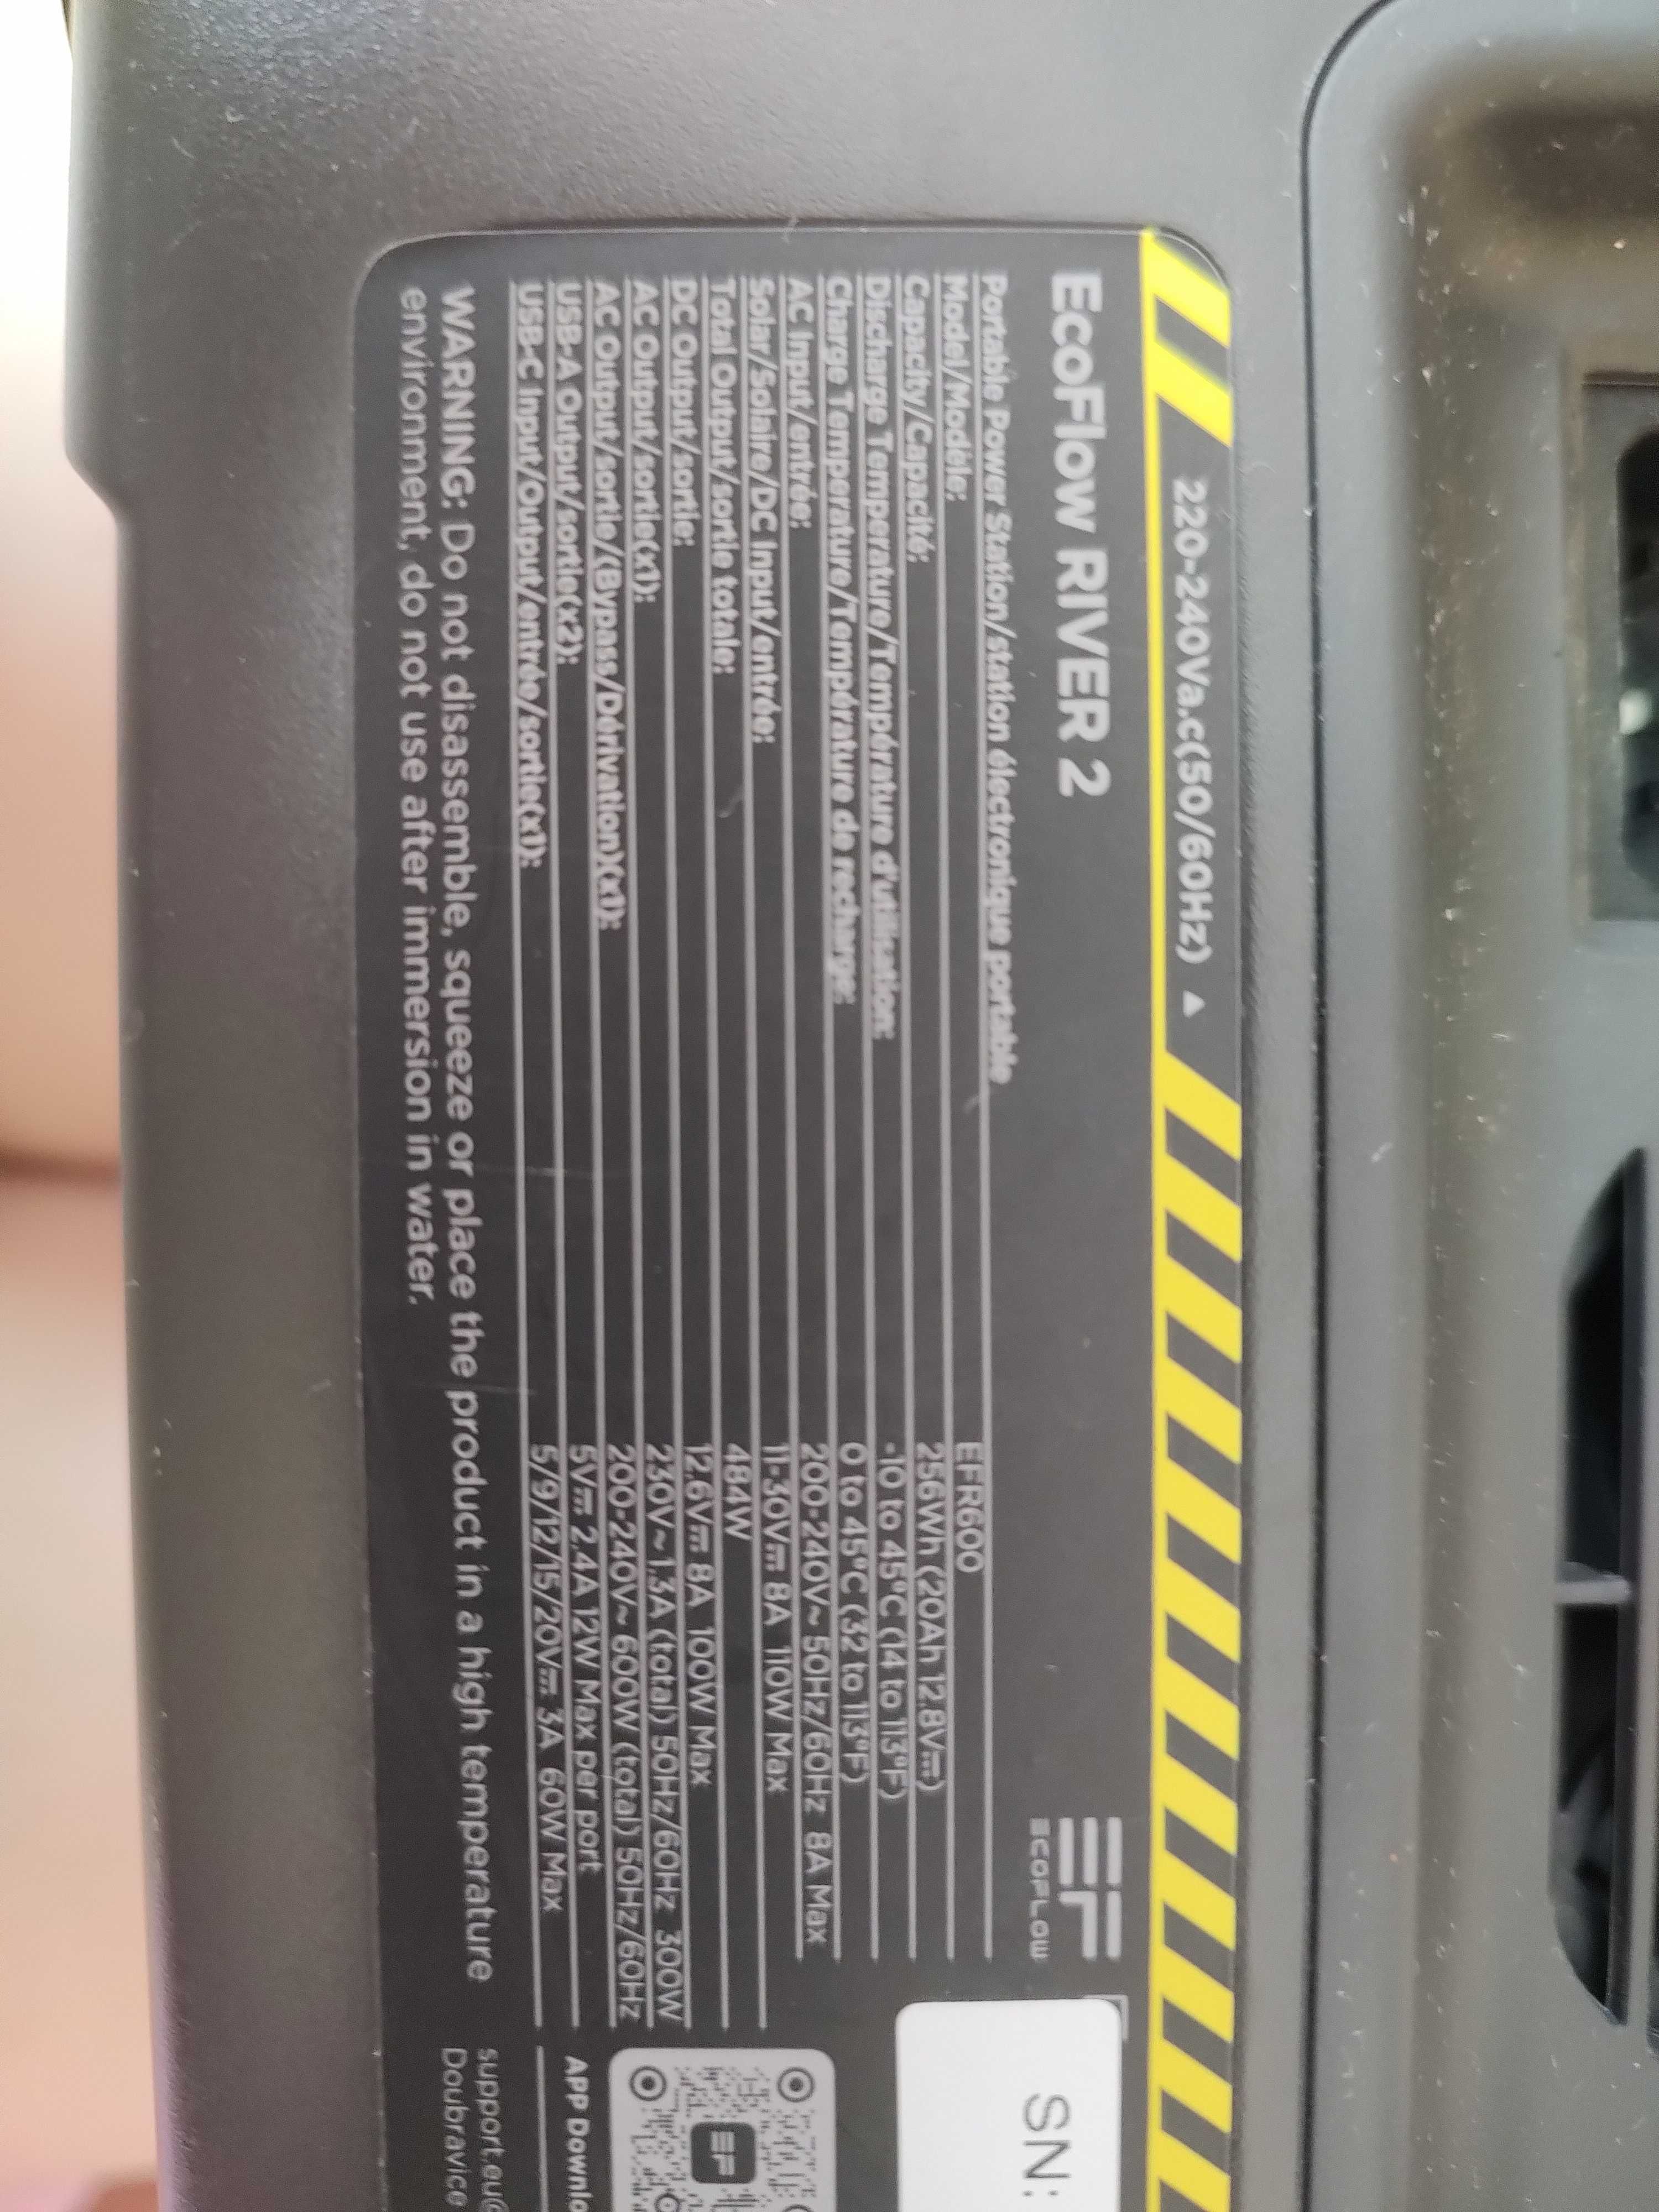 220-240Va.c(50/60Hz) ▲
EcoFlow RIVER 2
EF
ECOFLOW
SN:
Portable Power Station/station électronique portable
Model/Modèle: EFR600
Capacity/Capacité: 256Wh (20Ah 12.8V⎓)
Discharge Temperature/Température d'utilisation: -10 to 45°C (14 to 113°F)
Charge Temperature/Température de recharge: 0 to 45°C (32 to 113°F)
AC Input/entrée: 200-240V~ 50Hz/60Hz 8A Max
Solar/Solaire/DC Input/entrée: 11-30V⎓ 8A 110W Max
Total Output/sortie totale: 484W
DC Output/sortie: 12.6V⎓ 8A 100W Max
AC Output/sortie(x1): 230V~1.3A (total) 50Hz/60Hz 300W
AC Output/sortie/(Bypass/Dérivation)(x1): 200-240V~ 600W (total) 50Hz/60Hz
USB-A Output/sortie(x2): 5V⎓ 2.4A 12W Max per port
USB-C Input/Output/entrée/sortie(x1): 5/9/12/15/20V⎓ 3A 60W Max
WARNING: Do not disassemble, squeeze or place the product in a high temperature
environment, do not use after immersion in water.
EF
APP Downlo
support.eu@
Doubravice